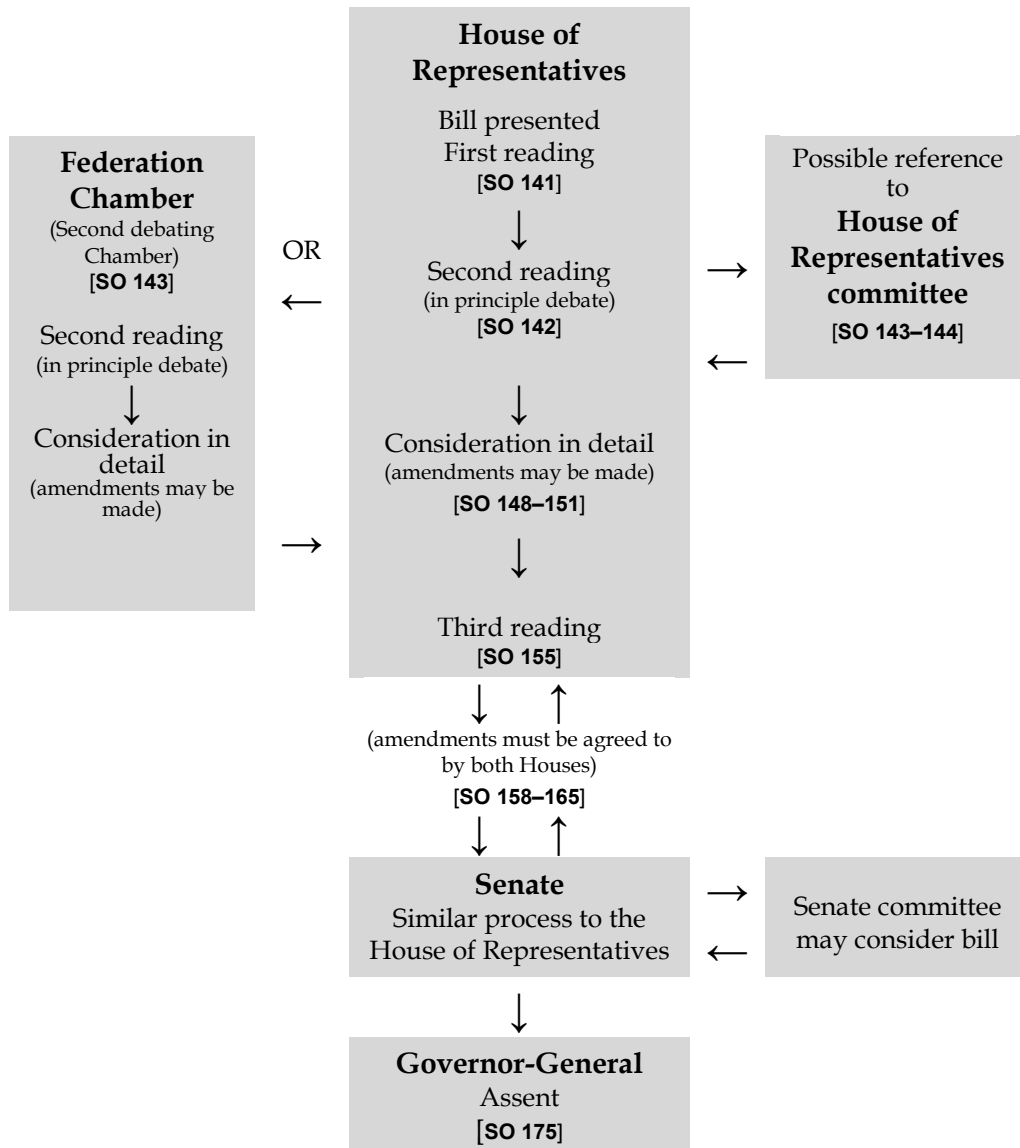 House of
Representatives
Bill presented
First reading
[SO 141]
Second reading
(in principle debate)
[SO 142]
Consideration in detail
(amendments may be made)
[SO 148–151]
Third reading
[SO 155]
Federation
Chamber
(Second debating
Chamber)
[SO 143]
Second reading
(in principle debate)
Consideration in
detail
(amendments may be
made)
OR
Possible reference
to
House of
Representatives
committee
[SO 143–144]
(amendments must be agreed to
by both Houses)
[SO 158–165]
Senate
Similar process to the
House of Representatives
Senate committee
may consider bill
Governor-General
Assent
[SO 175]